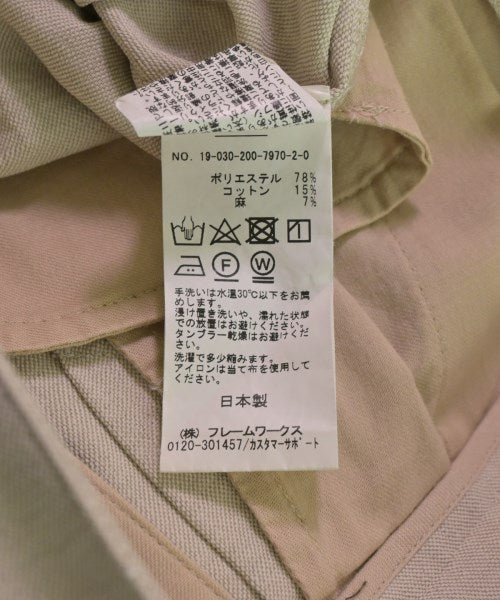 NO. 19-030-200-7970-2-0
ポリエステル 78%
コットン 15%
麻 7%
F W
手洗いは水温30℃以下をお薦
めします。
浸け置き洗いや、濡れた状態
での放置はお避けください。
タンブラー乾燥はお避けくだ
さい。
洗濯で多少縮みます。
アイロンは当て布を使用して
ください。
日本製
(株) フレームワークス
0120-301457/カスタマーサポート